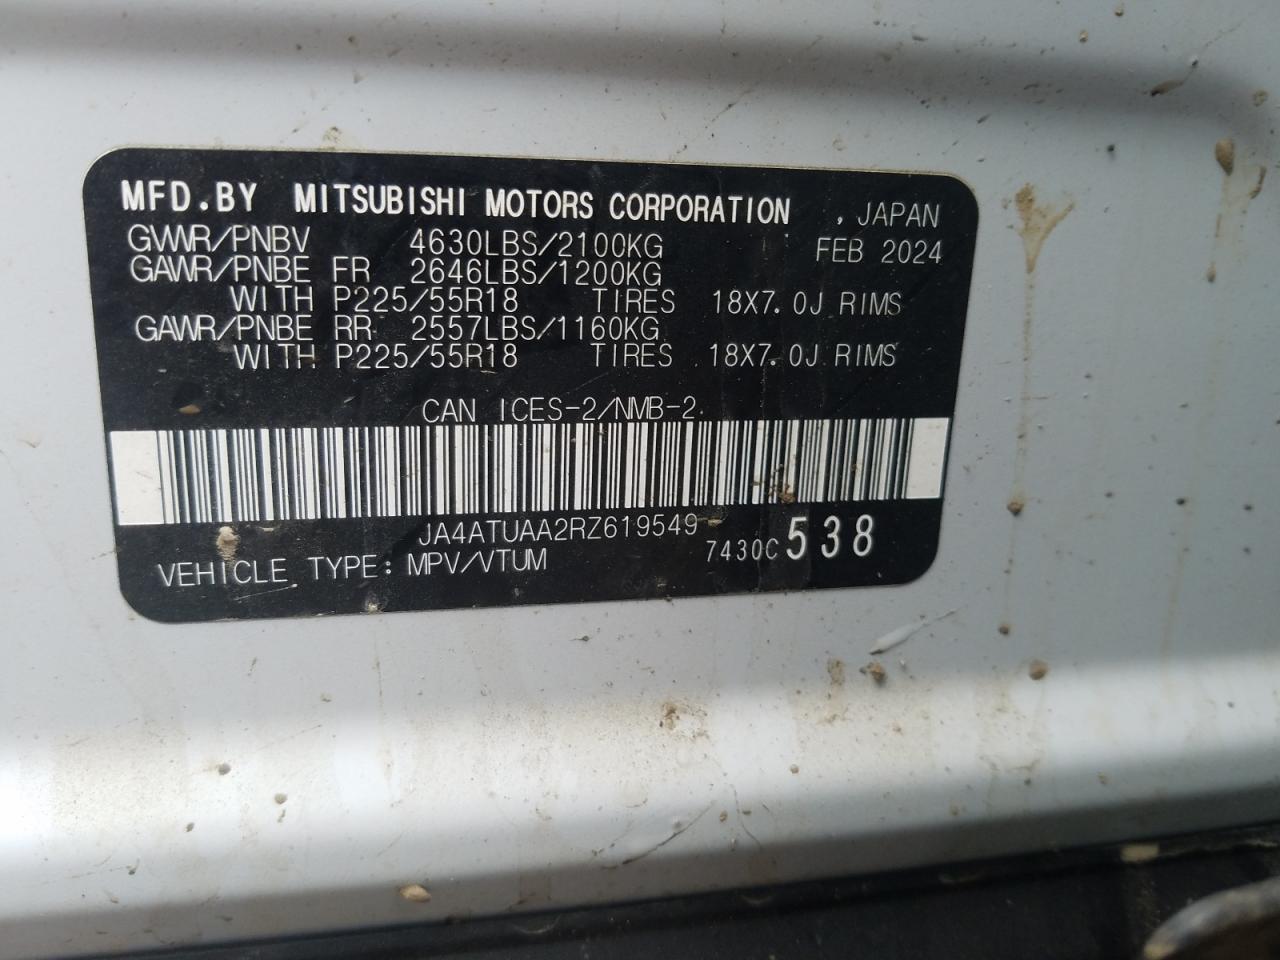 MFD.BY MITSUBISHI MOTORS CORPORATION , JAPAN
GVWR/PNBV 4630LBS/2100KG FEB 2024
GAWR/PNBE FR 2646LBS/1200KG
WITH P225/55R18 TIRES 18X7.0J RIMS
GAWR/PNBE RR 2557LBS/1160KG
WITH P225/55R18 TIRES 18X7.0J RIMS
CAN ICES-2/NMB-2
JA4ATUAA2RZ619549
7430C 538
VEHICLE TYPE: MPV/VTUM